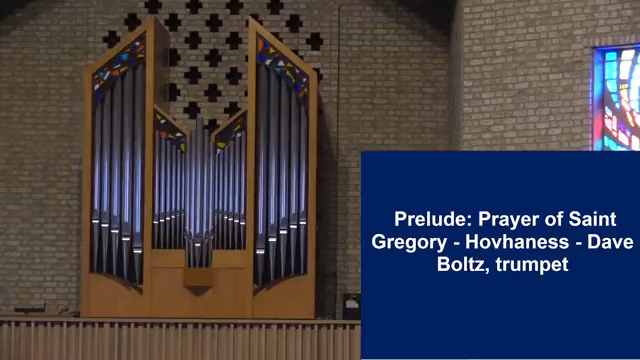 Prelude: Prayer of Saint
Gregory - Hovhaness - Dave
Boltz, trumpet